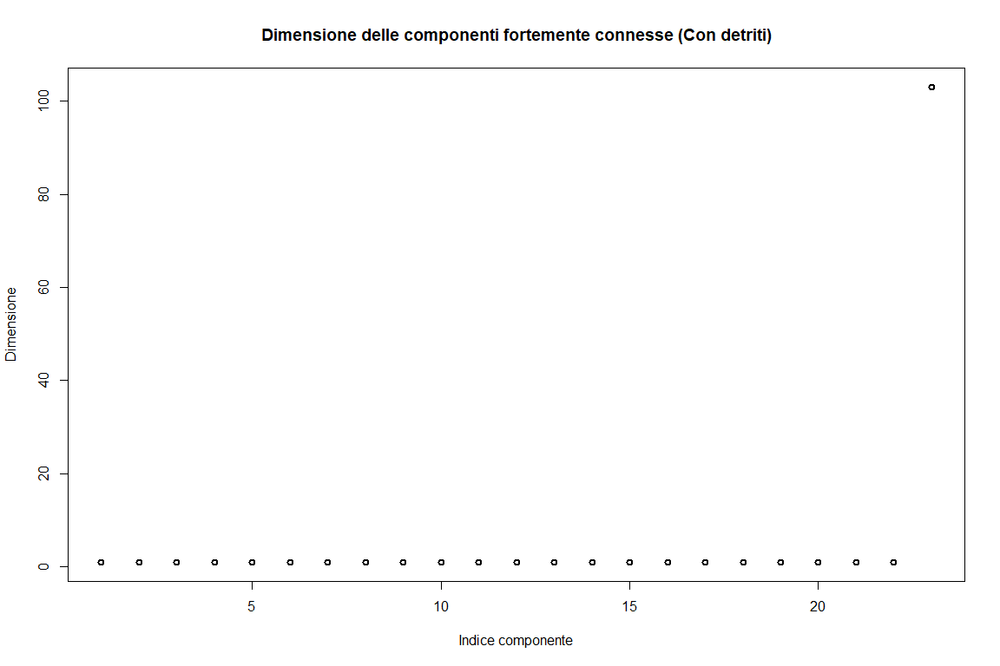 Dimensione delle componenti fortemente connesse (Con detriti)
100
80
60
40
20
0
Dimensione
5 10 15 20
Indice componente